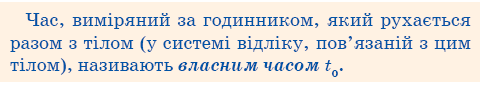 Час, виміряний за годинником, який рухається
разом з тілом (у системі відліку, пов’язаній з цим
тілом), називають власним часом t₀.